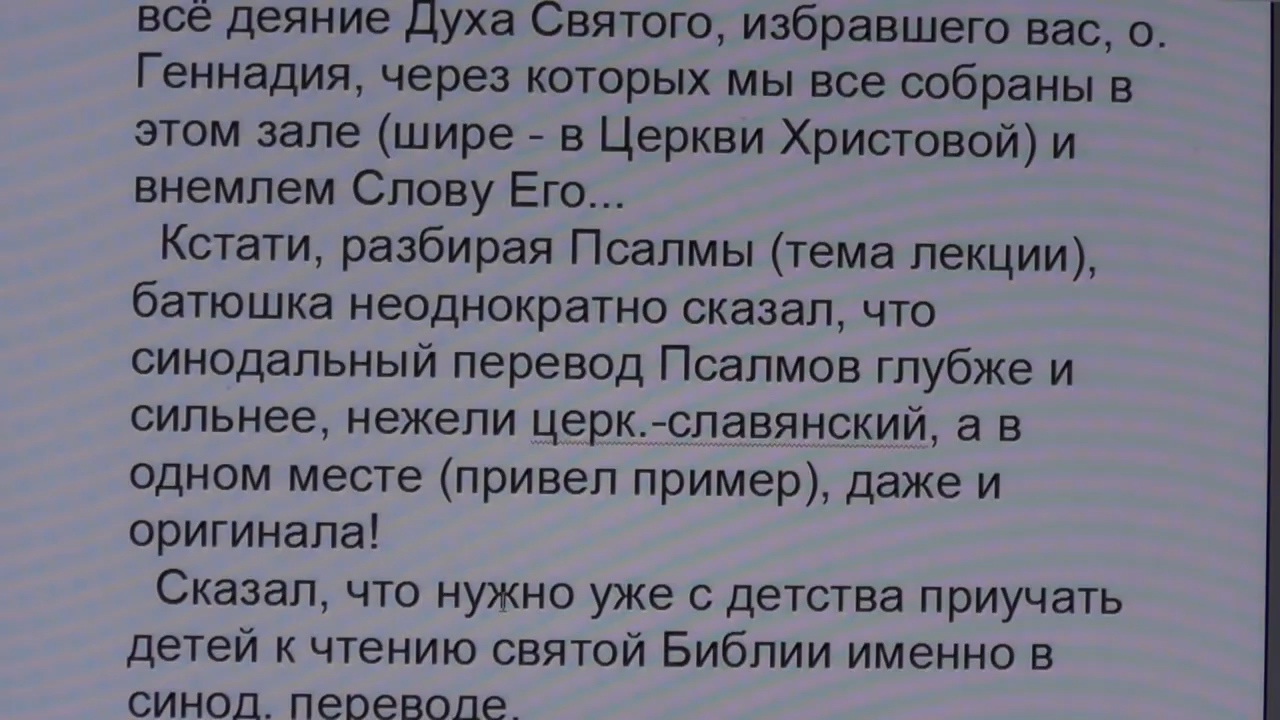 всё деяние Духа Святого, избравшего вас, о.
Геннадия, через которых мы все собраны в
этом зале (шире - в Церкви Христовой) и
внемлем Слову Его...
Кстати, разбирая Псалмы (тема лекции),
батюшка неоднократно сказал, что
синодальный перевод Псалмов глубже и
сильнее, нежели церк.-славянский, а в
одном месте (привел пример), даже и
оригинала!
Сказал, что нужно уже с детства приучать
детей к чтению святой Библии именно в
синод. переводе.